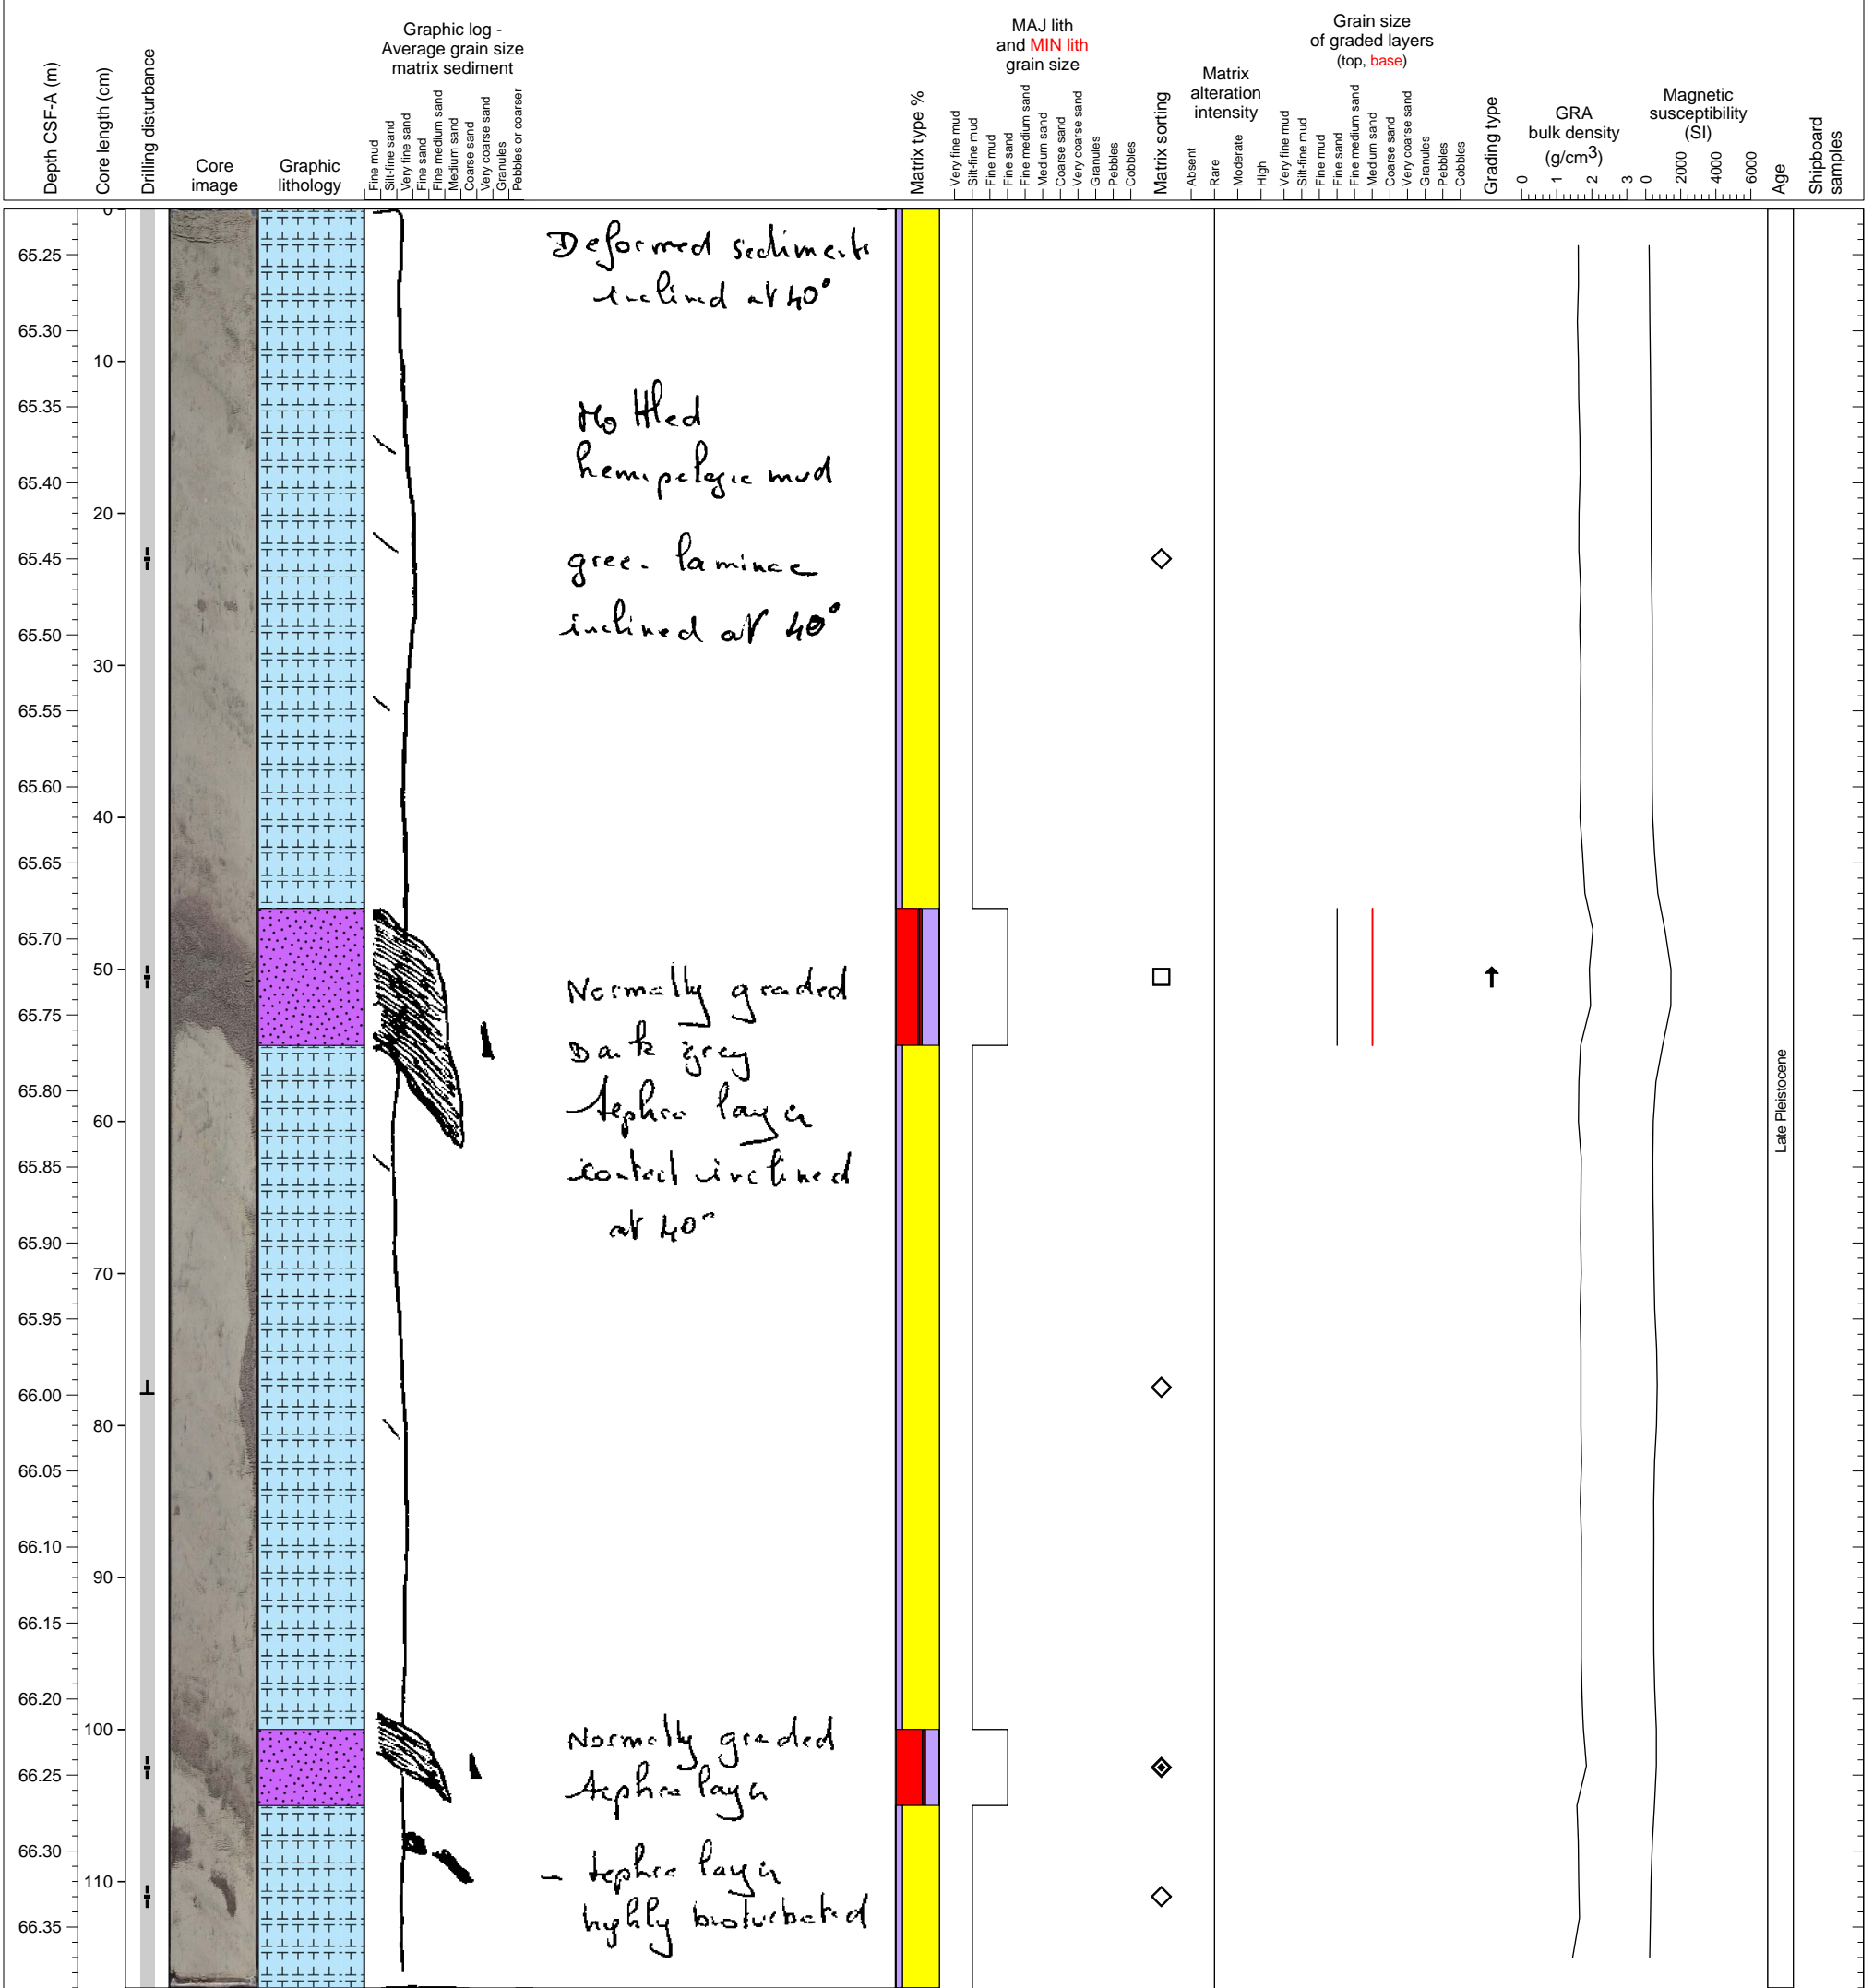 Depth CSF-A (m)
Core length (cm)
Drilling disturbance
Core
image
Graphic
lithology
Graphic log -
Average grain size
matrix sediment
Fine mud
Silt-fine sand
Very fine sand
Fine sand
Fine medium sand
Medium sand
Coarse sand
Very coarse sand
Granules
Pebbles or coarser
Matrix type %
MAJ lith
and MIN lith
grain size
Very fine mud
Silt-fine mud
Fine mud
Fine sand
Fine medium sand
Medium sand
Coarse sand
Very coarse sand
Granules
Pebbles
Cobbles
Matrix sorting
Matrix
alteration
intensity
Absent
Rare
Moderate
High
Grain size
of graded layers
(top, base)
Very fine mud
Silt-fine mud
Fine mud
Fine sand
Fine medium sand
Medium sand
Coarse sand
Very coarse sand
Granules
Pebbles
Cobbles
Grading type
GRA
bulk density
(g/cm³)
0 1 2 3
Magnetic
susceptibility
(SI)
0 2000 4000 6000
Age
Shipboard
samples
0
65.25
65.30
10
65.35
65.40
20
65.45
65.50
30
65.55
65.60
40
65.65
65.70
50
65.75
65.80
60
65.85
65.90
70
65.95
66.00
80
66.05
66.10
90
66.15
66.20
100
66.25
66.30
110
66.35
Deformed sediments
inclined at 40°
Mottled
hemipelagic mud
green laminae
inclined at 40°
Normally graded
Dark grey
tephra layer
contact inclined
at 40°
Normally graded
tephra layer
- tephra layer
highly bioturbated
Late Pleistocene